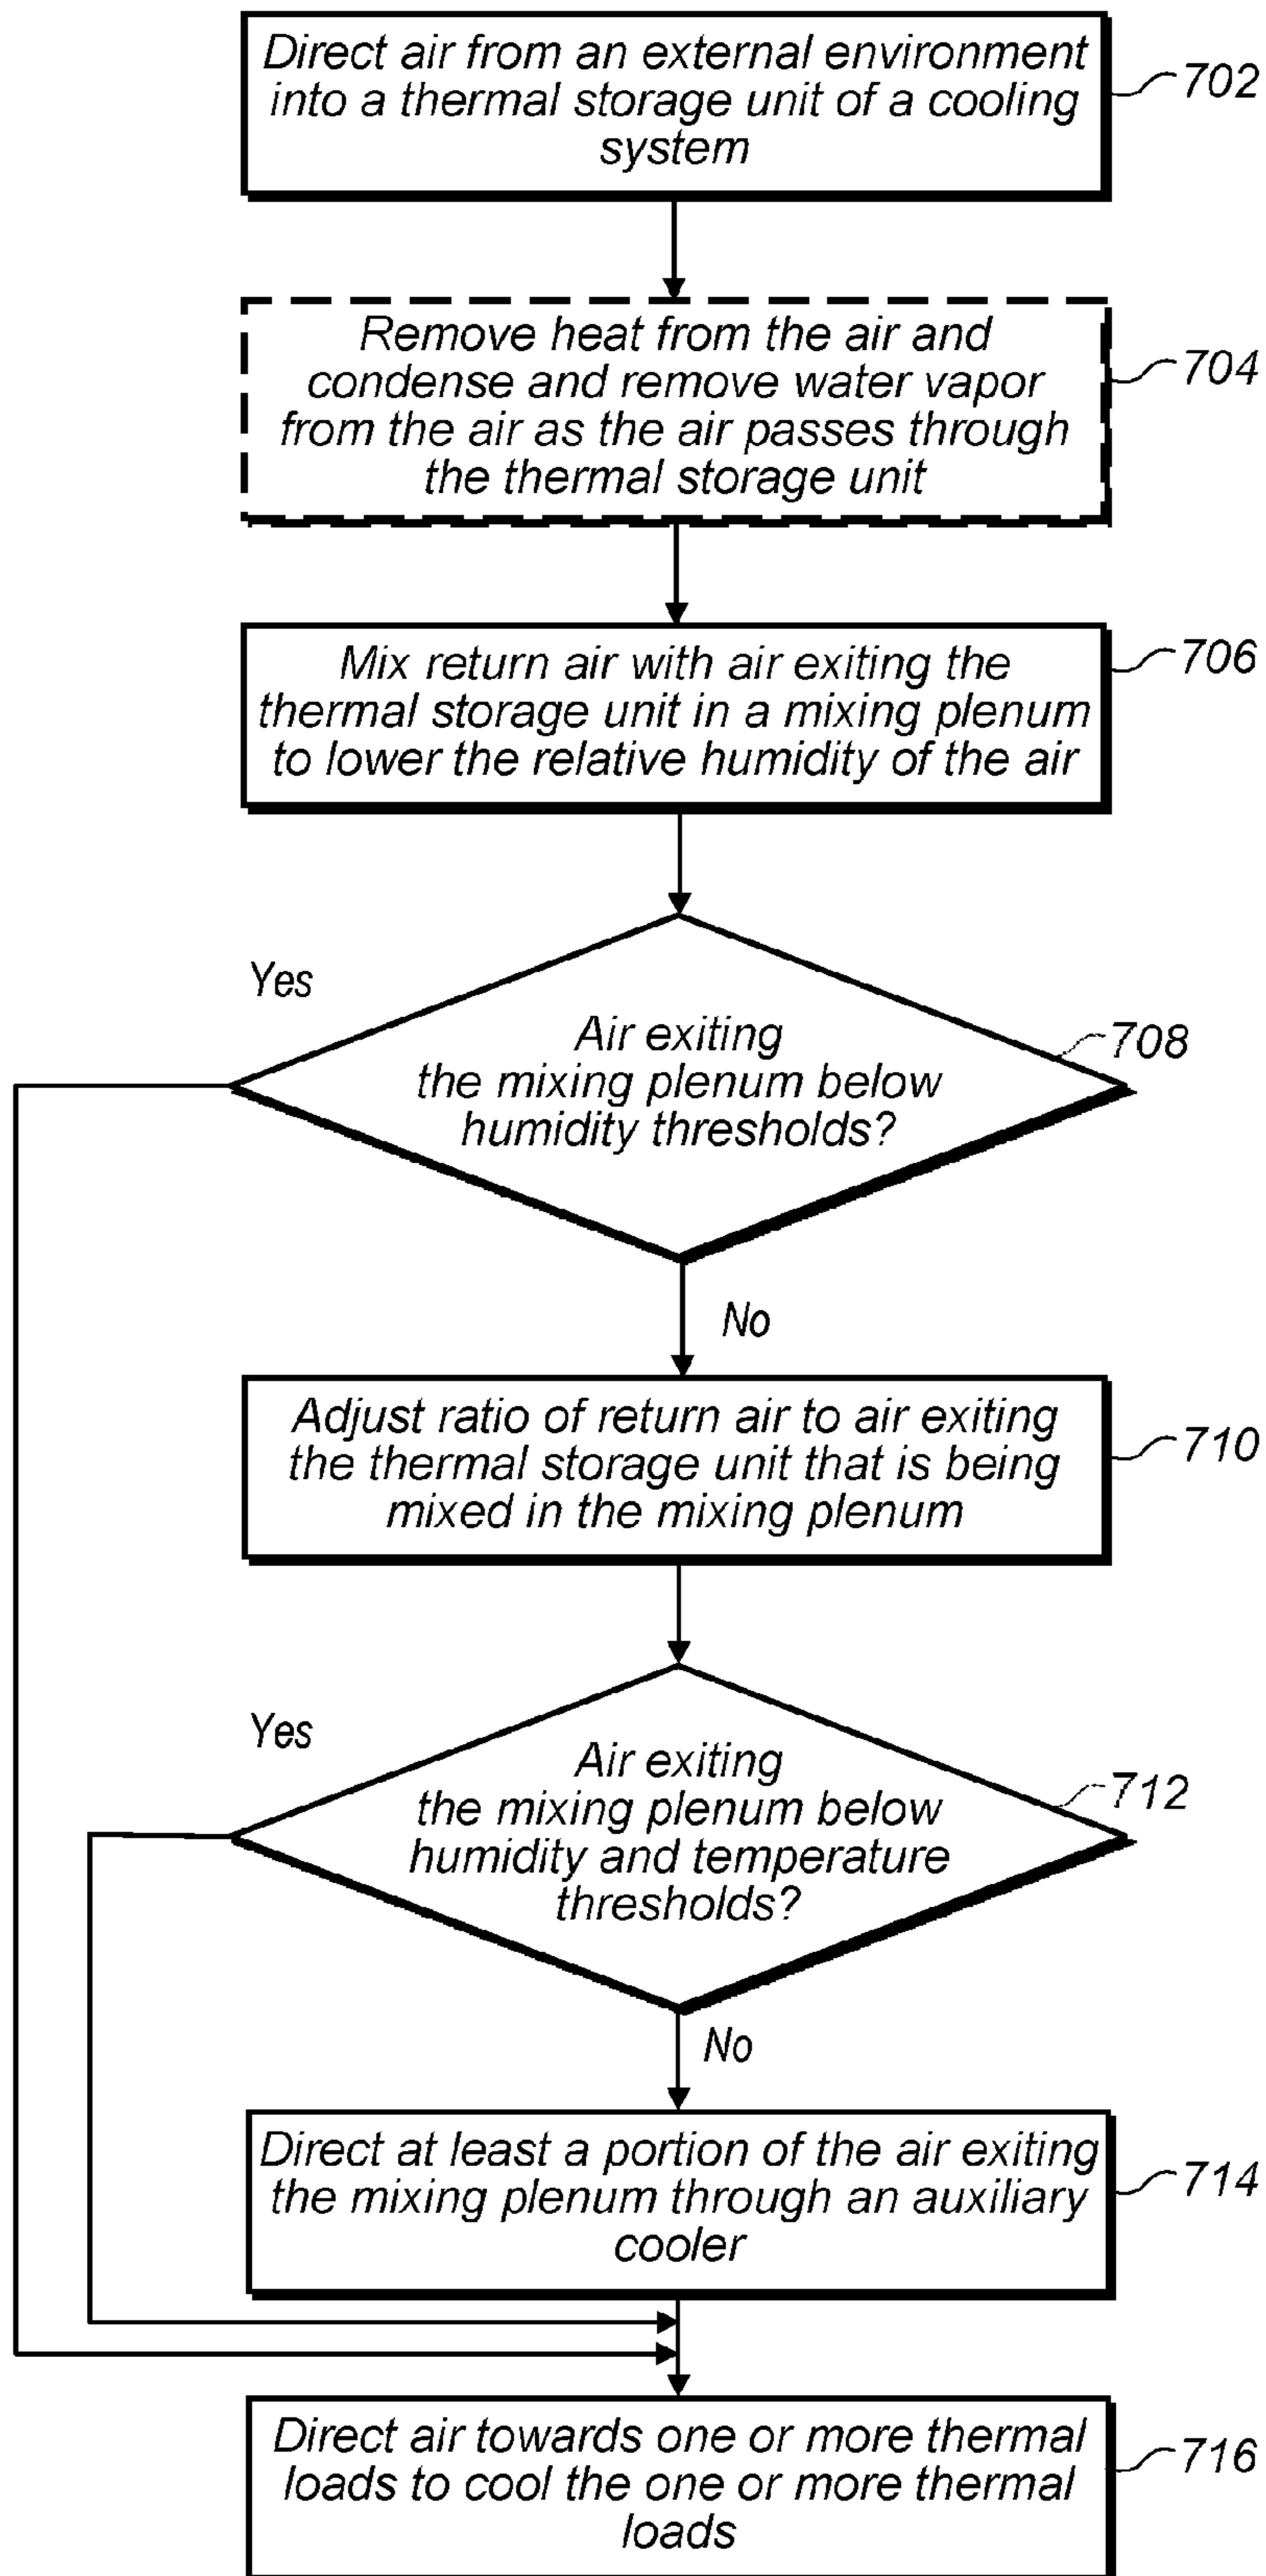 Direct air from an external environment
into a thermal storage unit of a cooling
system
702
Remove heat from the air and
condense and remove water vapor
from the air as the air passes through
the thermal storage unit
704
Mix return air with air exiting the
thermal storage unit in a mixing plenum
to lower the relative humidity of the air
706
Yes
Air exiting
the mixing plenum below
humidity thresholds?
708
No
Adjust ratio of return air to air exiting
the thermal storage unit that is being
mixed in the mixing plenum
710
Yes
Air exiting
the mixing plenum below
humidity and temperature
thresholds?
712
No
Direct at least a portion of the air exiting
the mixing plenum through an auxiliary
cooler
714
Direct air towards one or more thermal
loads to cool the one or more thermal
loads
716